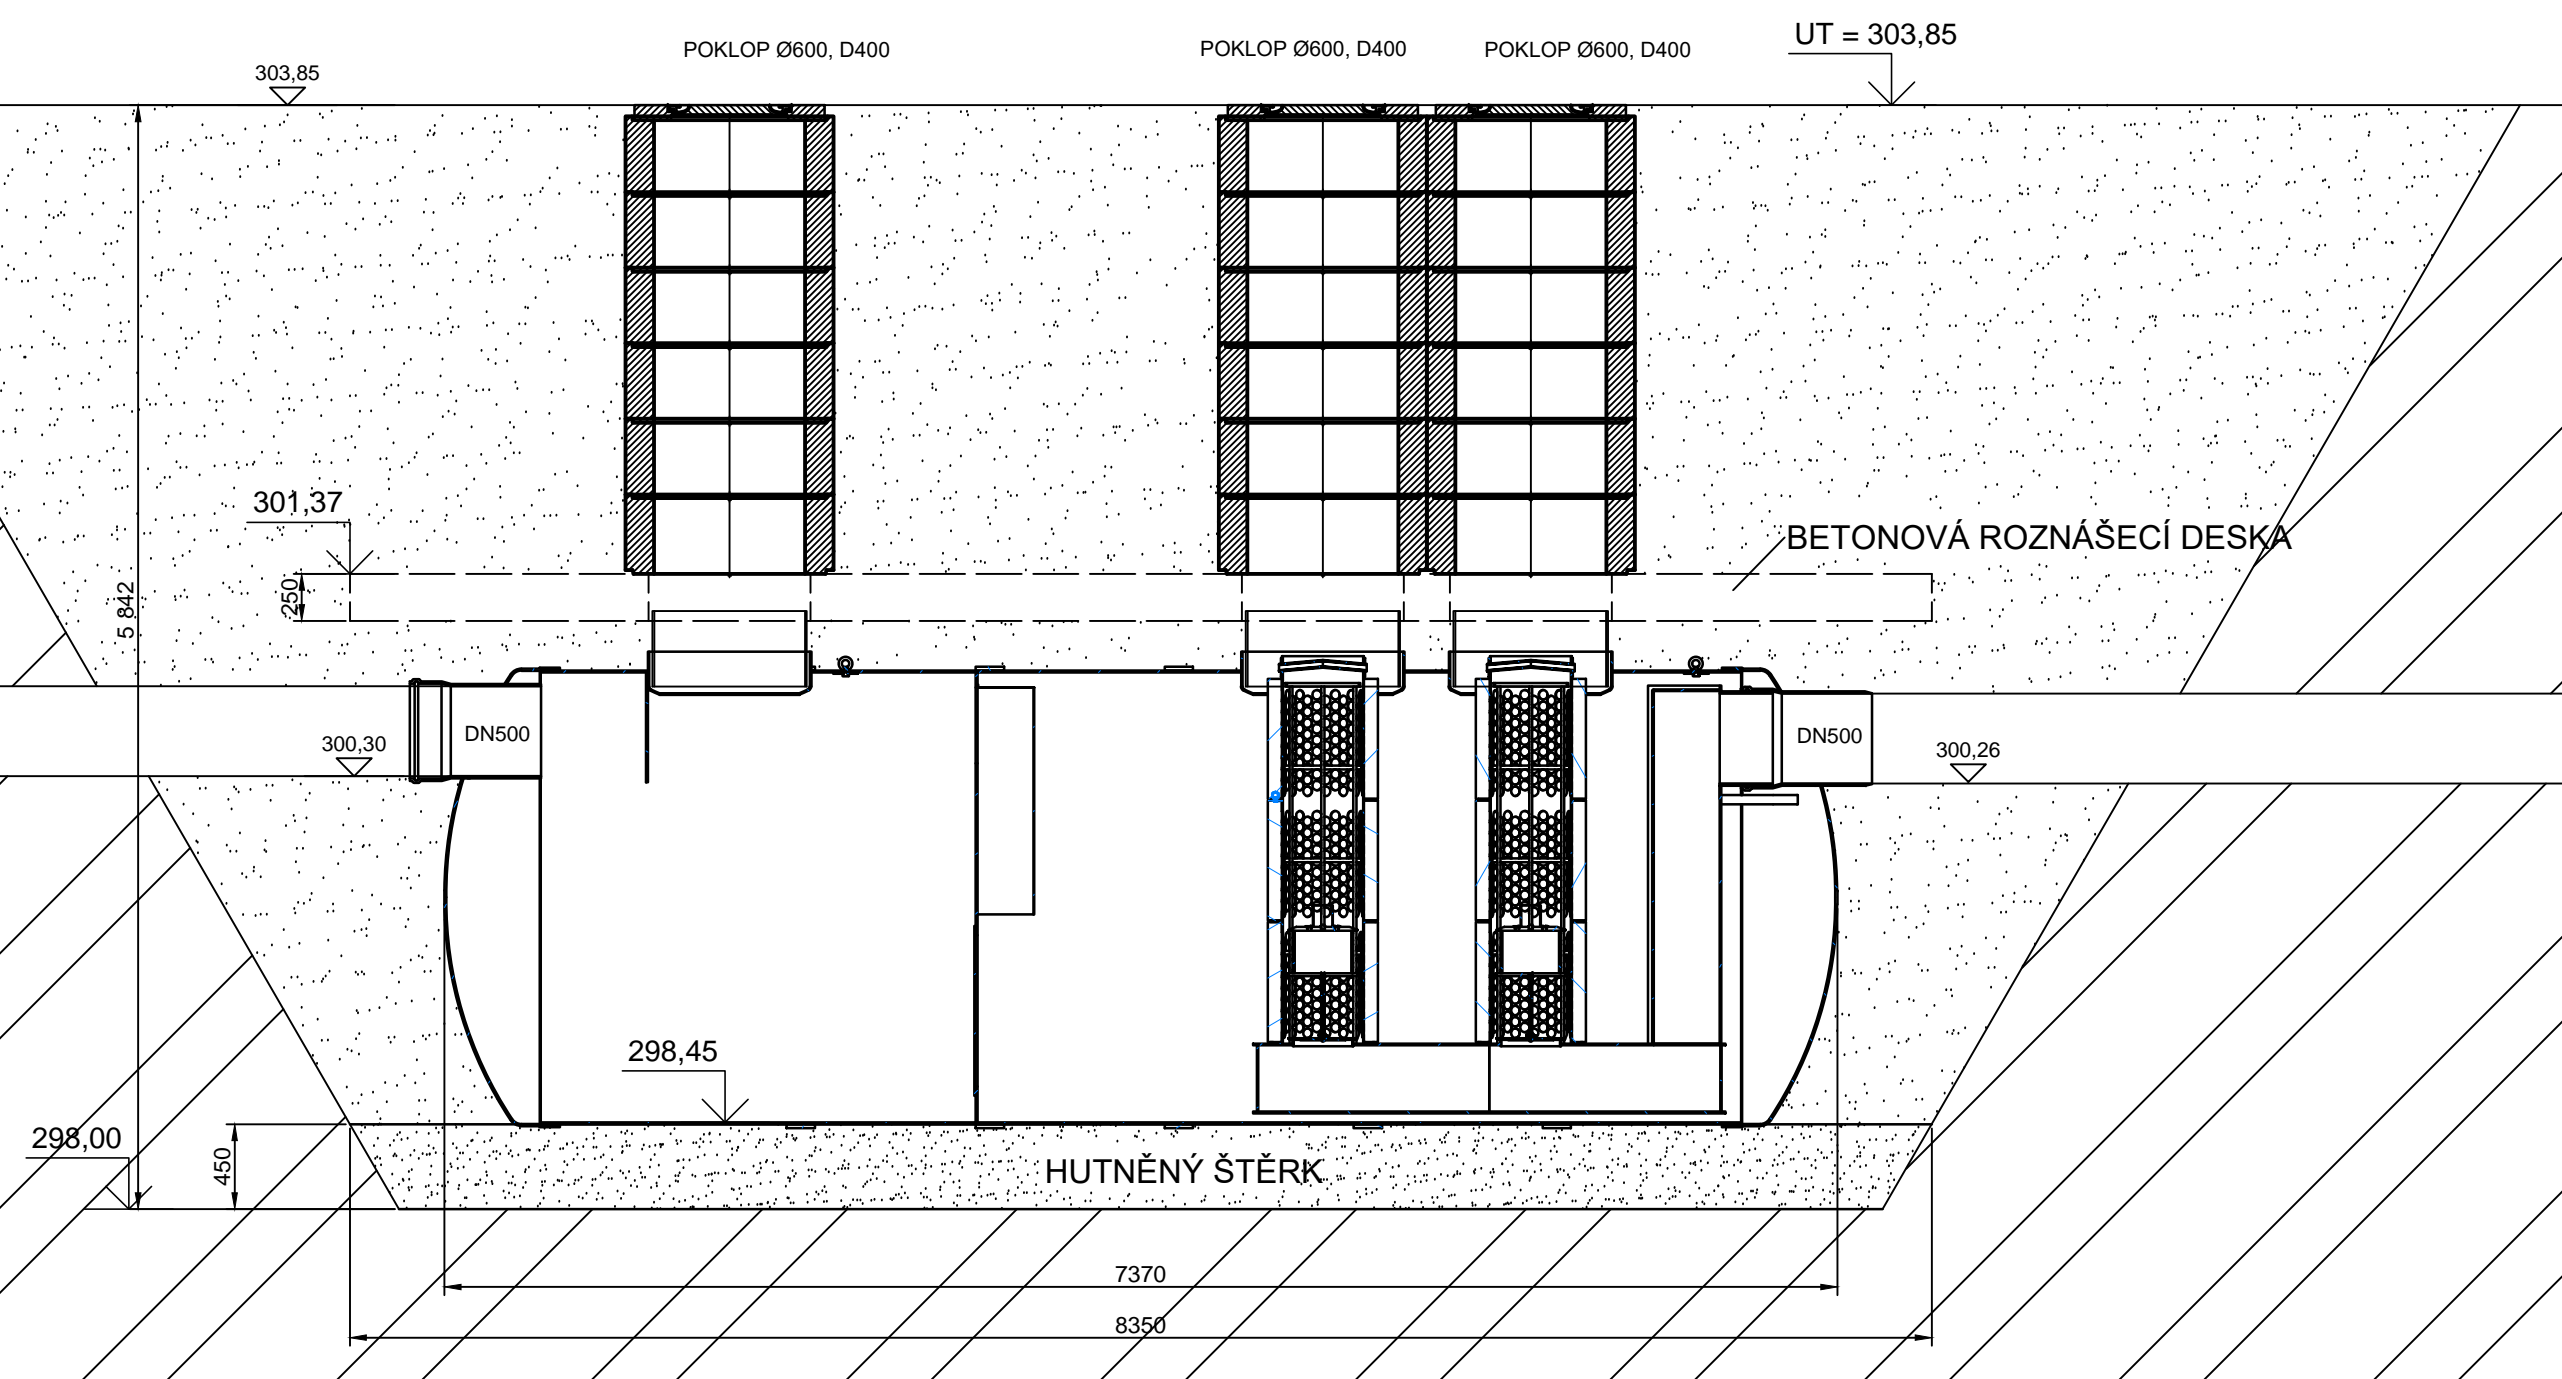 UT = 303,85
POKLOP Ø600, D400
POKLOP Ø600, D400
POKLOP Ø600, D400
303,85
301,37
BETONOVÁ ROZNÁŠECÍ DESKA
250
5 842
DN500
DN500
300,30
300,26
298,45
298,00
450
HUTNĚNÝ ŠTĚRK
7370
8350